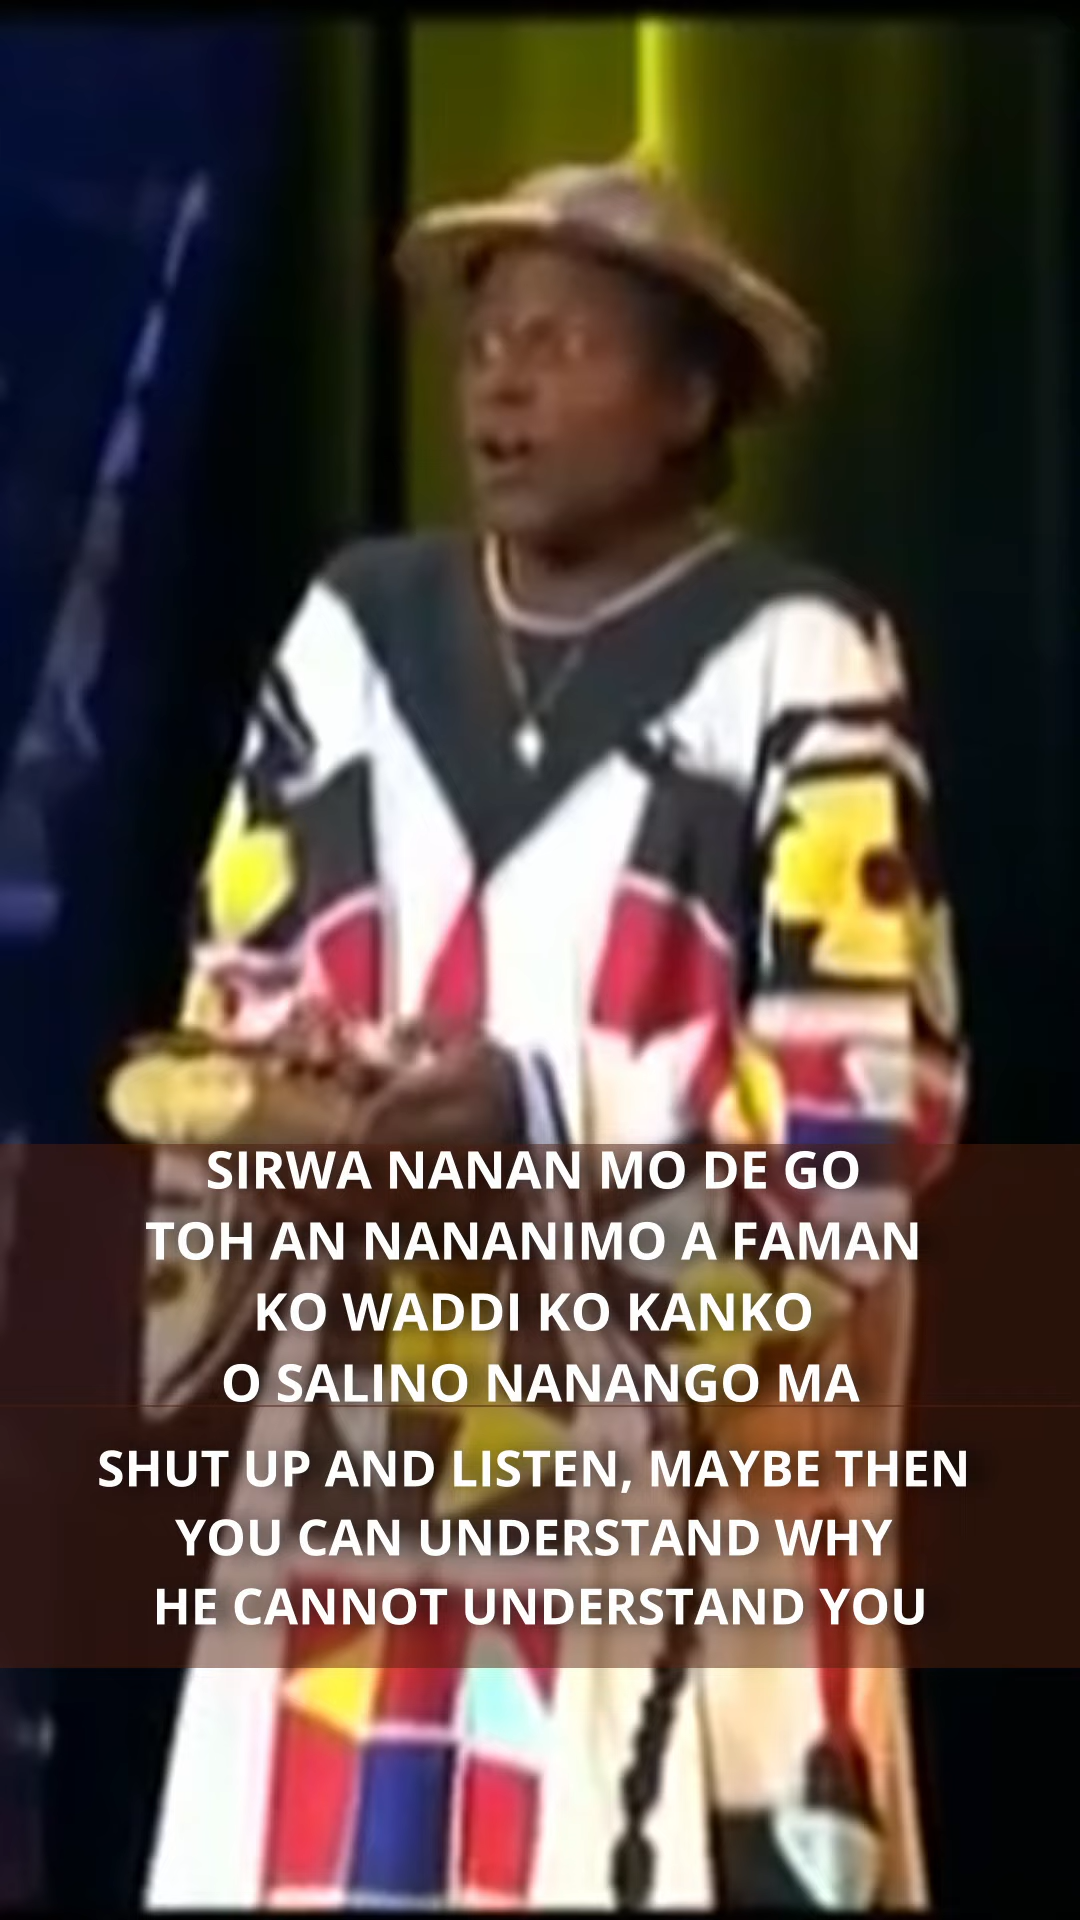 SIRWA NANAN MO DE GO
TOH AN NANANIMO A FAMAN
KO WADDI KO KANKO
O SALINO NANANGO MA
SHUT UP AND LISTEN, MAYBE THEN
YOU CAN UNDERSTAND WHY
HE CANNOT UNDERSTAND YOU